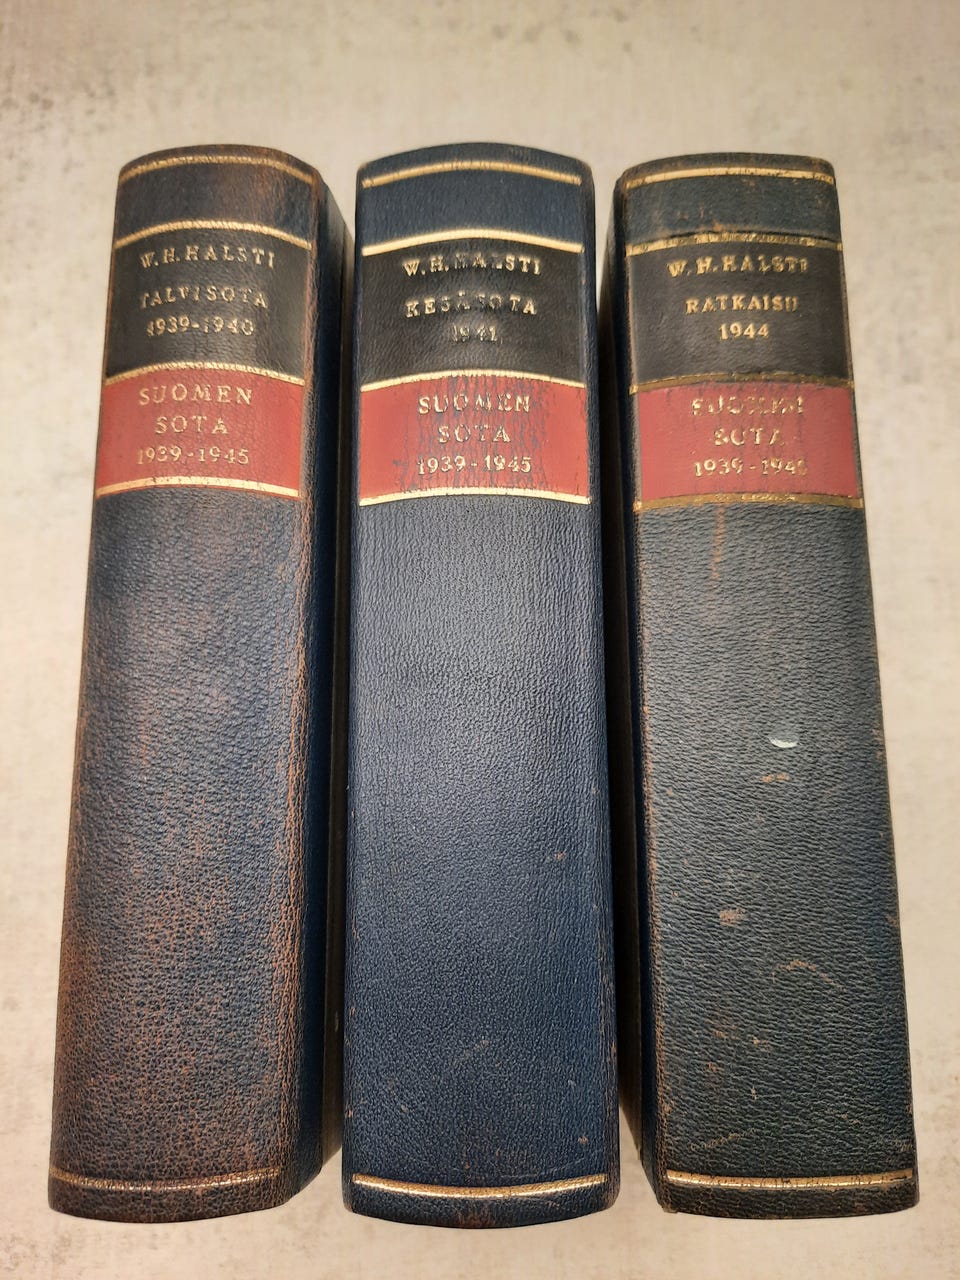 W.H.HALSTI
TALVISOTA
1939-1940
SUOMEN
SOTA
1939-1945
W.H.HALSTI
KESÄSOTA
1941
SUOMEN
SOTA
1939-1945
W.H.HALSTI
RATKAISU
1944
SUOMEN
SOTA
1939-1945